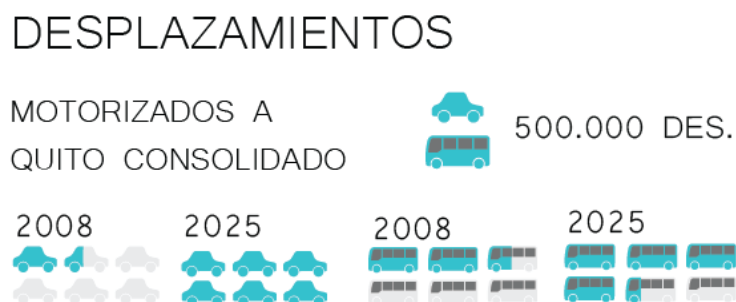 DESPLAZAMIENTOS
MOTORIZADOS A
QUITO CONSOLIDADO
500.000 DES.
2008
2025
2008
2025